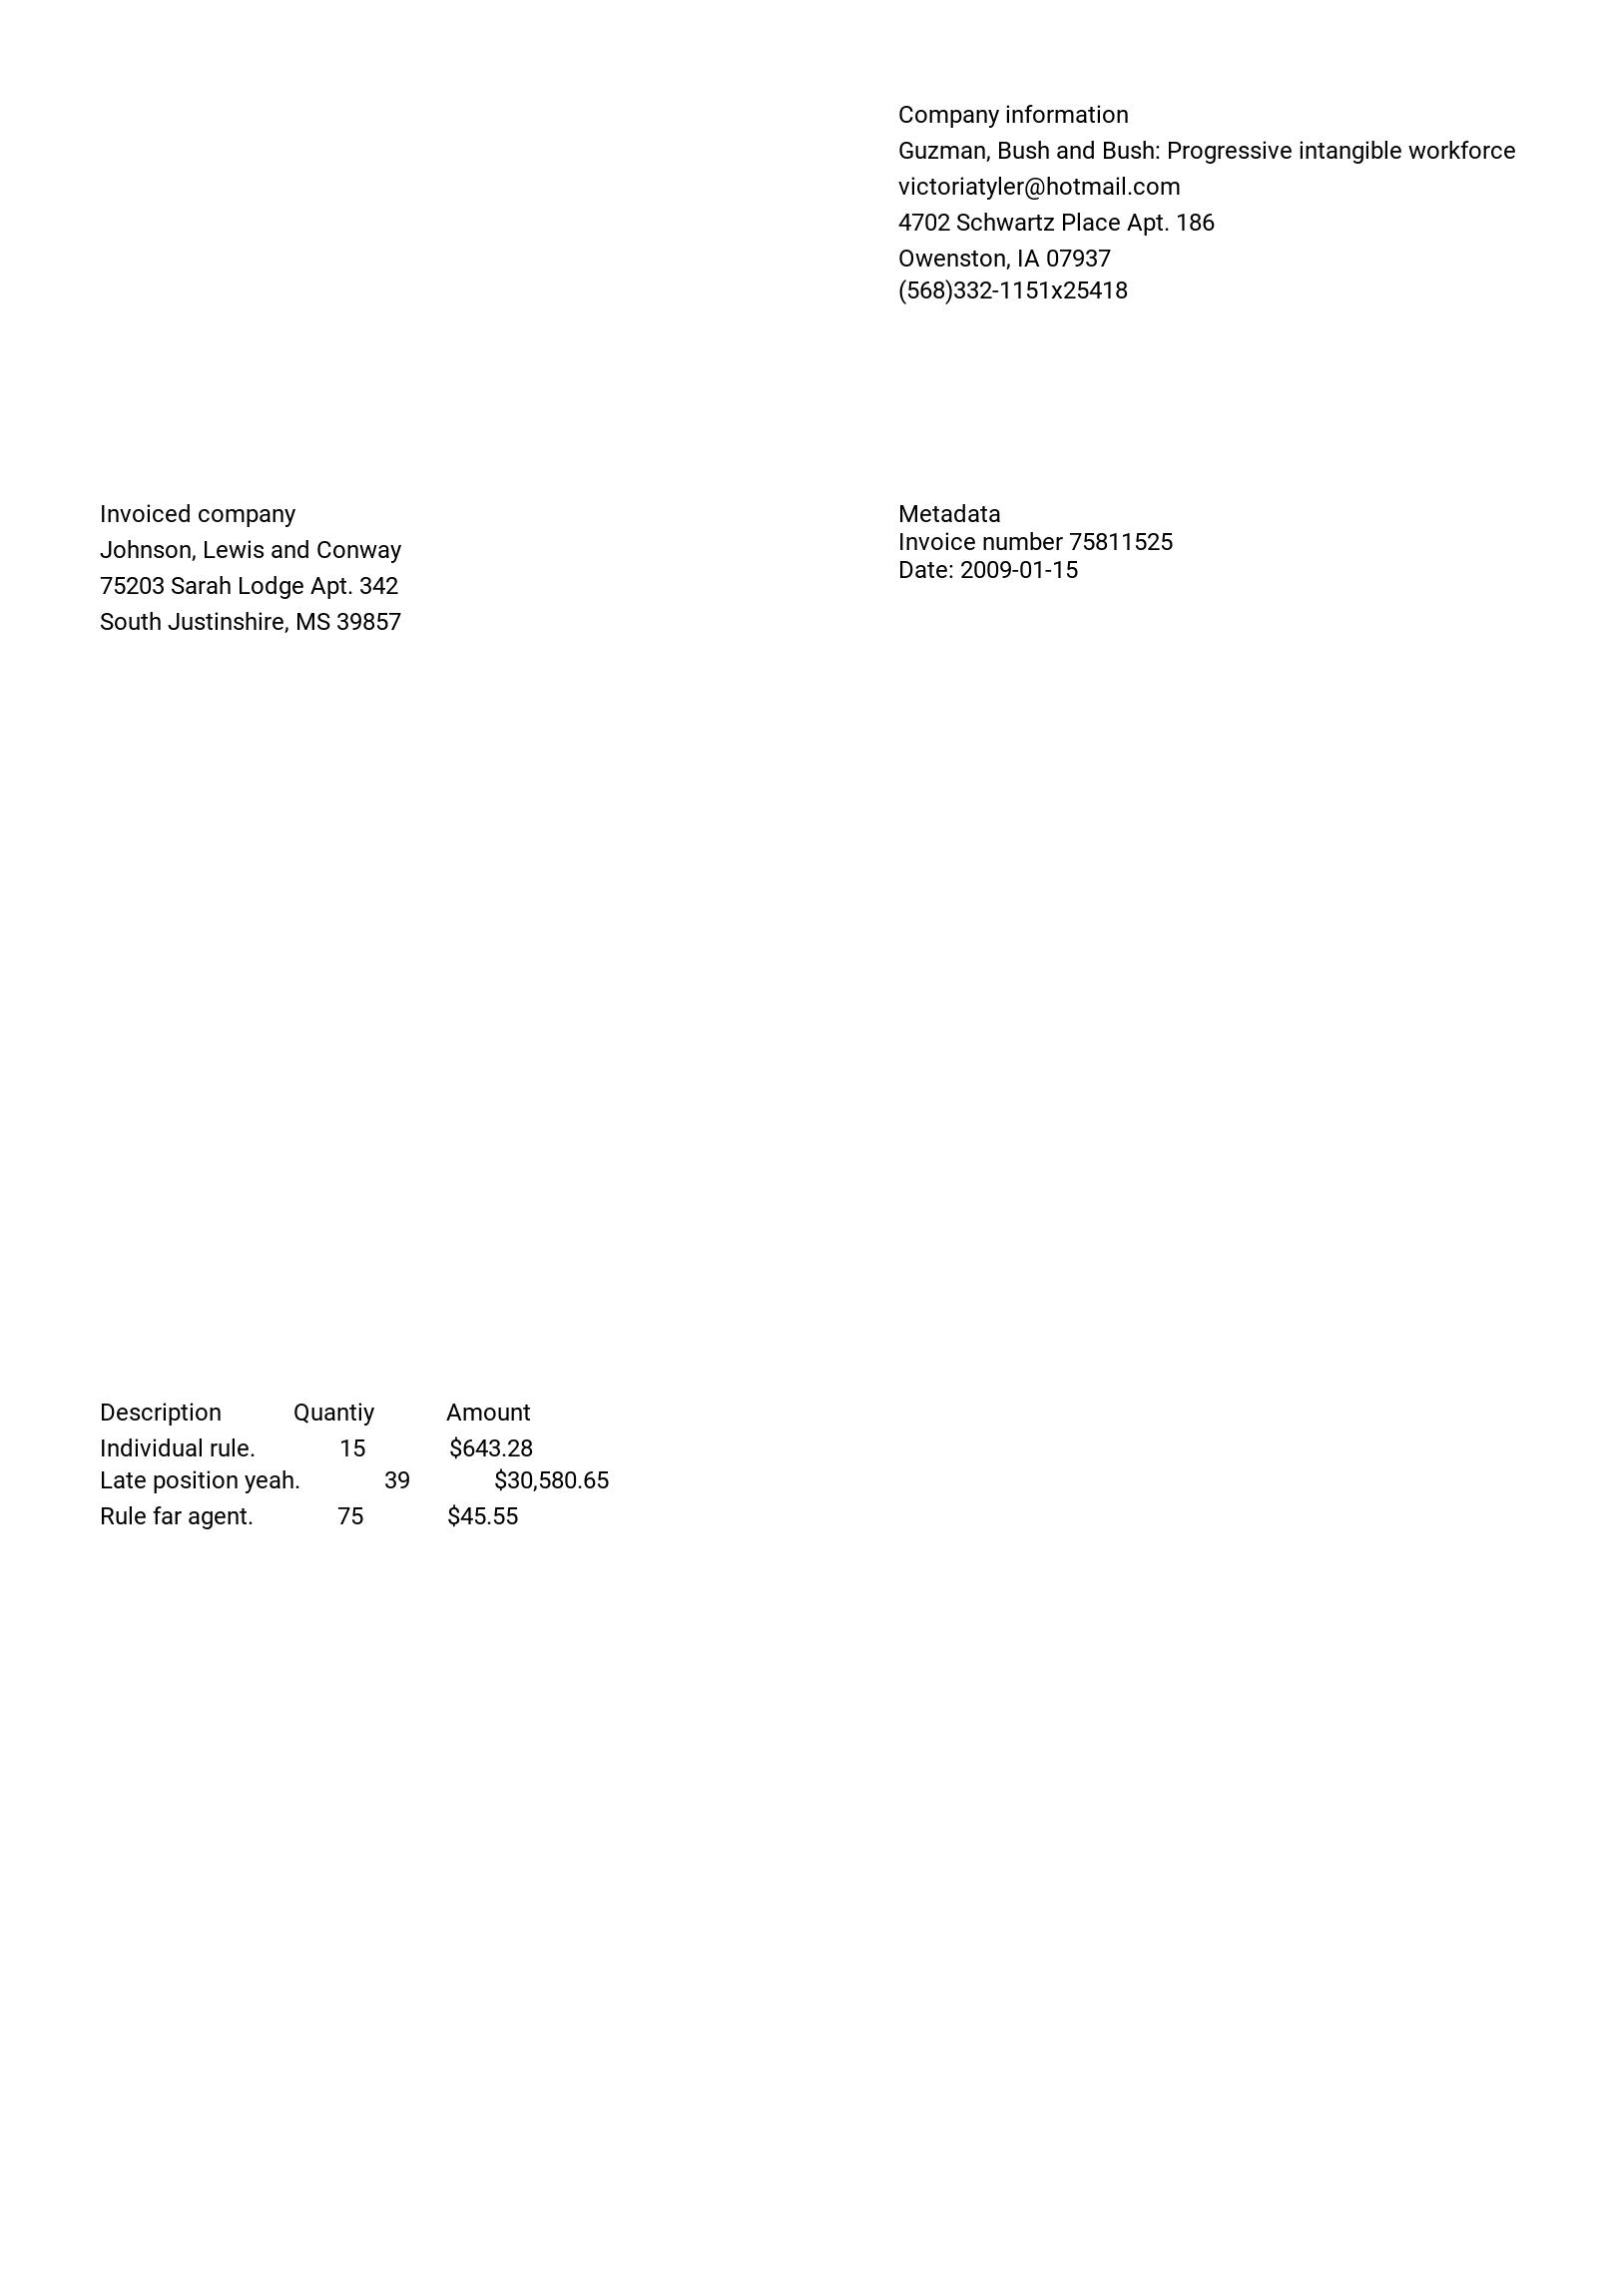 Company information
Guzman, Bush and Bush: Progressive intangible workforce
victoriatyler@hotmail.com
4702 Schwartz Place Apt. 186
Owenston, IA 07937
(568)332-1151x25418
Invoiced company
Johnson, Lewis and Conway
75203 Sarah Lodge Apt. 342
South Justinshire, MS 39857
Metadata
Invoice number 75811525
Date: 2009-01-15
Description Quantiy Amount
Individual rule. 15 $643.28
Late position yeah. 39 $30,580.65
Rule far agent. 75 $45.55